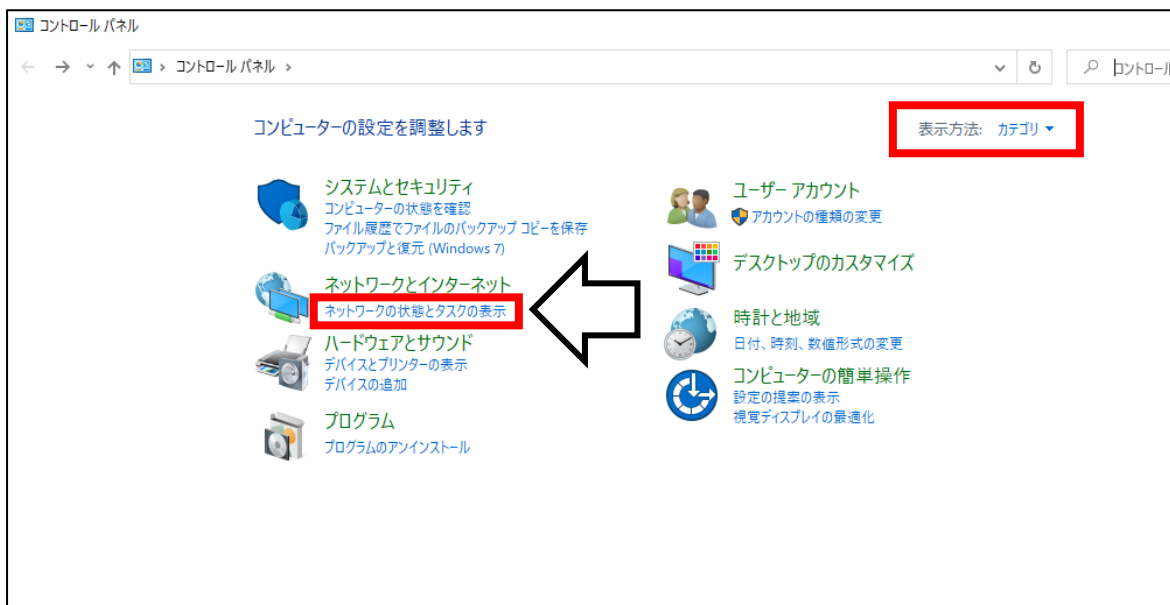 コントロール パネル
コントロール パネル
コントロール
コンピューターの設定を調整します
表示方法: カテゴリ
システムとセキュリティ
コンピューターの状態を確認
ファイル履歴でファイルのバックアップ コピーを保存
バックアップと復元 (Windows 7)
ネットワークとインターネット
ネットワークの状態とタスクの表示
ハードウェアとサウンド
デバイスとプリンターの表示
デバイスの追加
プログラム
プログラムのアンインストール
ユーザー アカウント
アカウントの種類の変更
デスクトップのカスタマイズ
時計と地域
日付、時刻、数値形式の変更
コンピューターの簡単操作
設定の提案の表示
視覚ディスプレイの最適化